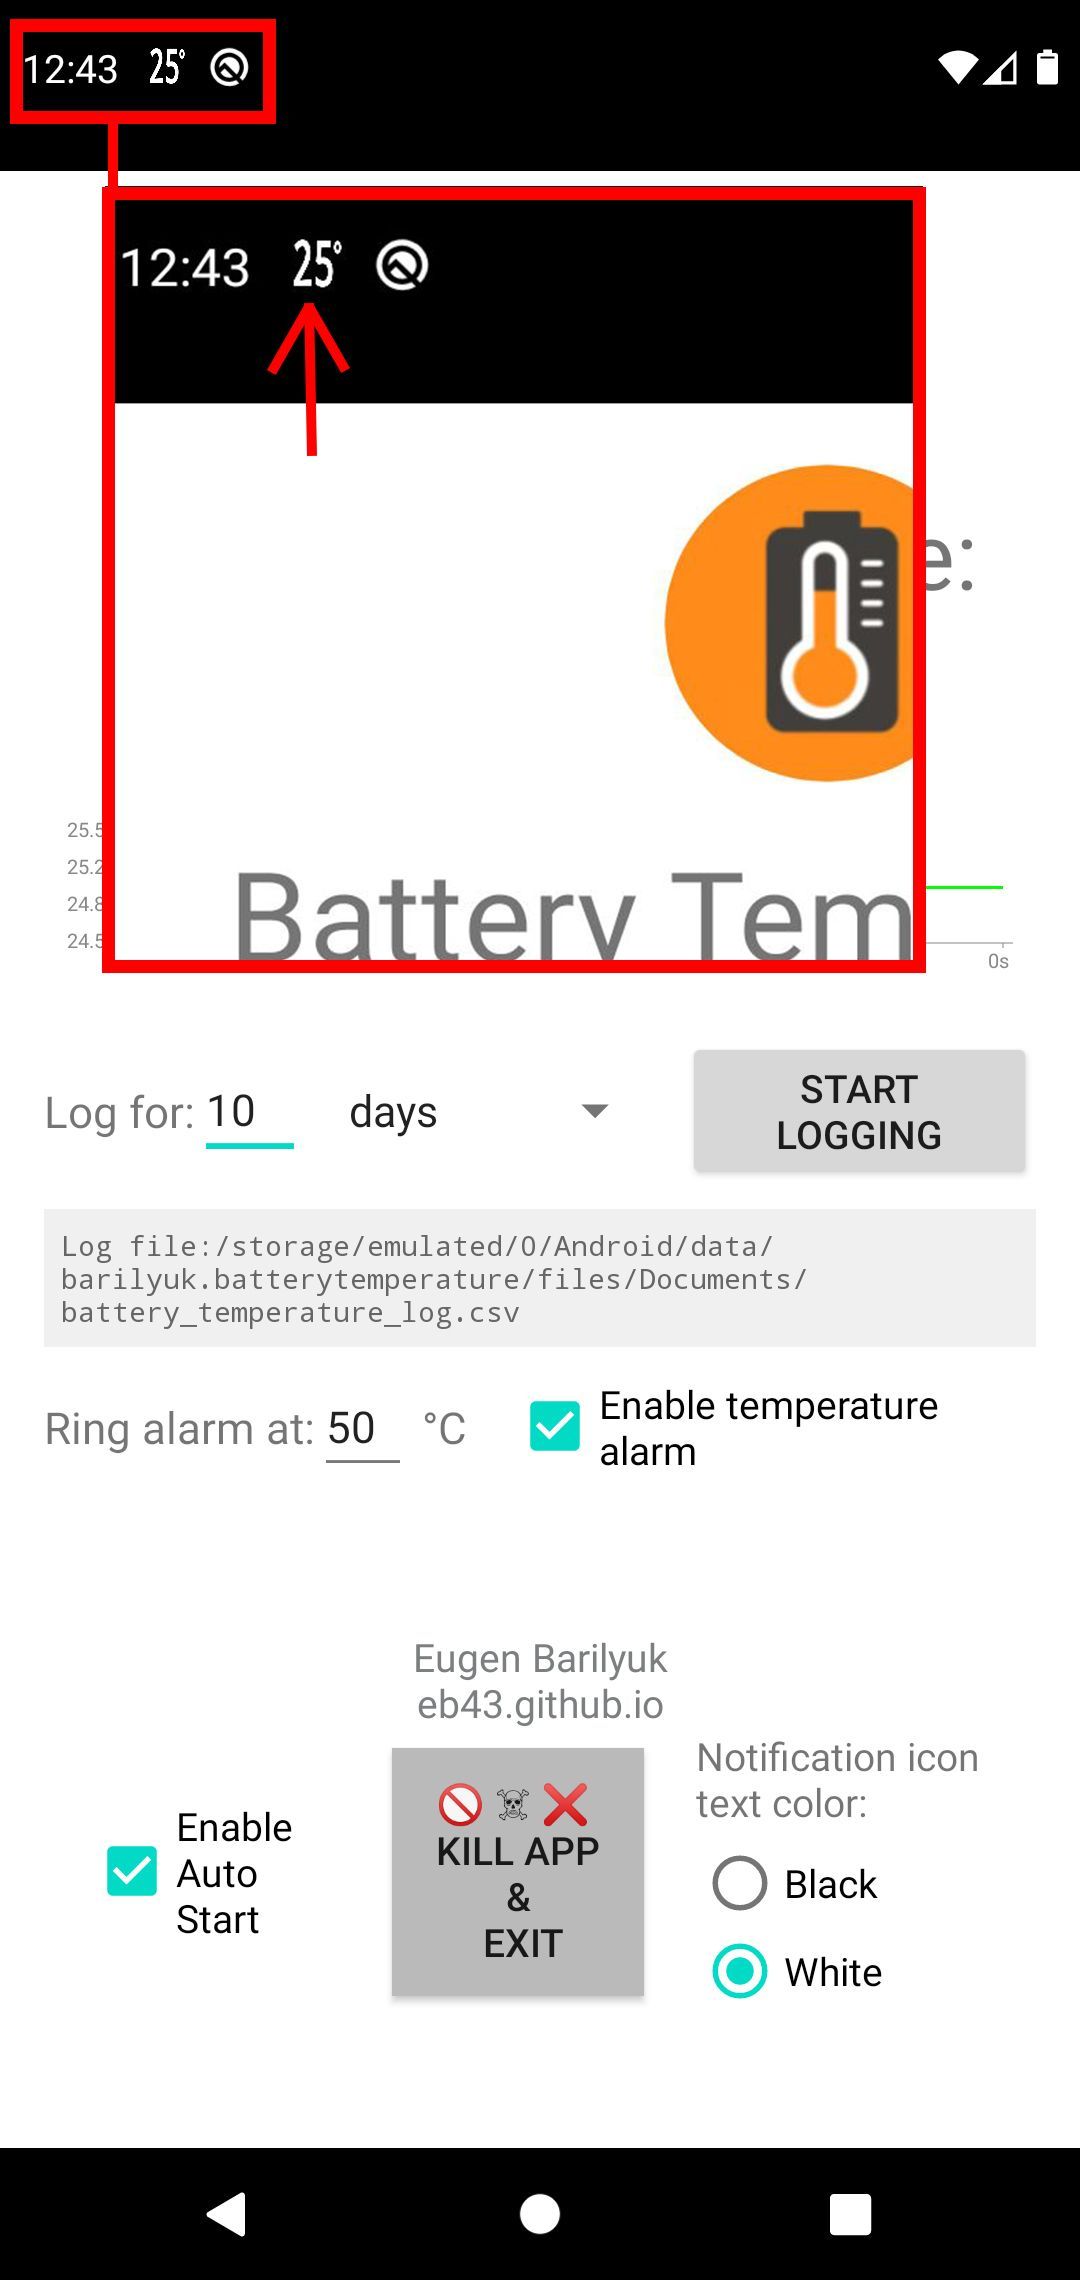 12:43 25°
12:43 25°
e:
Battery Tem
25.5
25.2
24.8
24.5
0s
Log for: 10 days
START
LOGGING
Log file:/storage/emulated/0/Android/data/
barilyuk.batterytemperature/files/Documents/
battery_temperature_log.csv
Ring alarm at: 50 °C
Enable temperature
alarm
Eugen Barilyuk
eb43.github.io
Enable
Auto
Start
🚫☠️❌
KILL APP
&
EXIT
Notification icon
text color:
Black
White